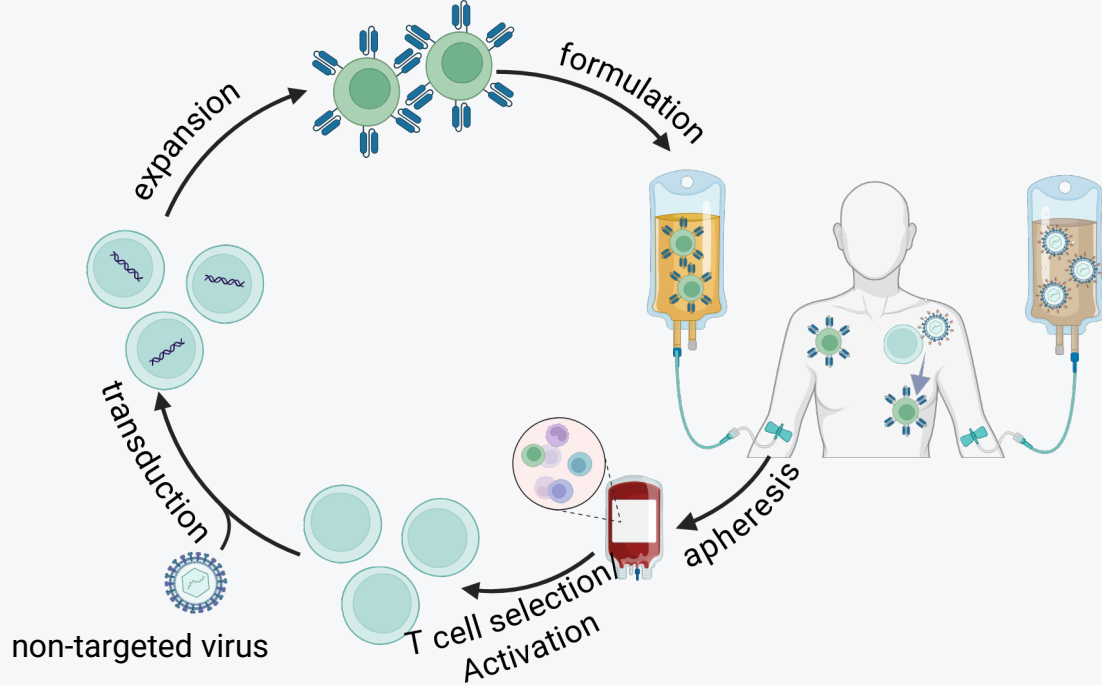 formulation
expansion
transduction
apheresis
T cell selection/
Activation
non-targeted virus